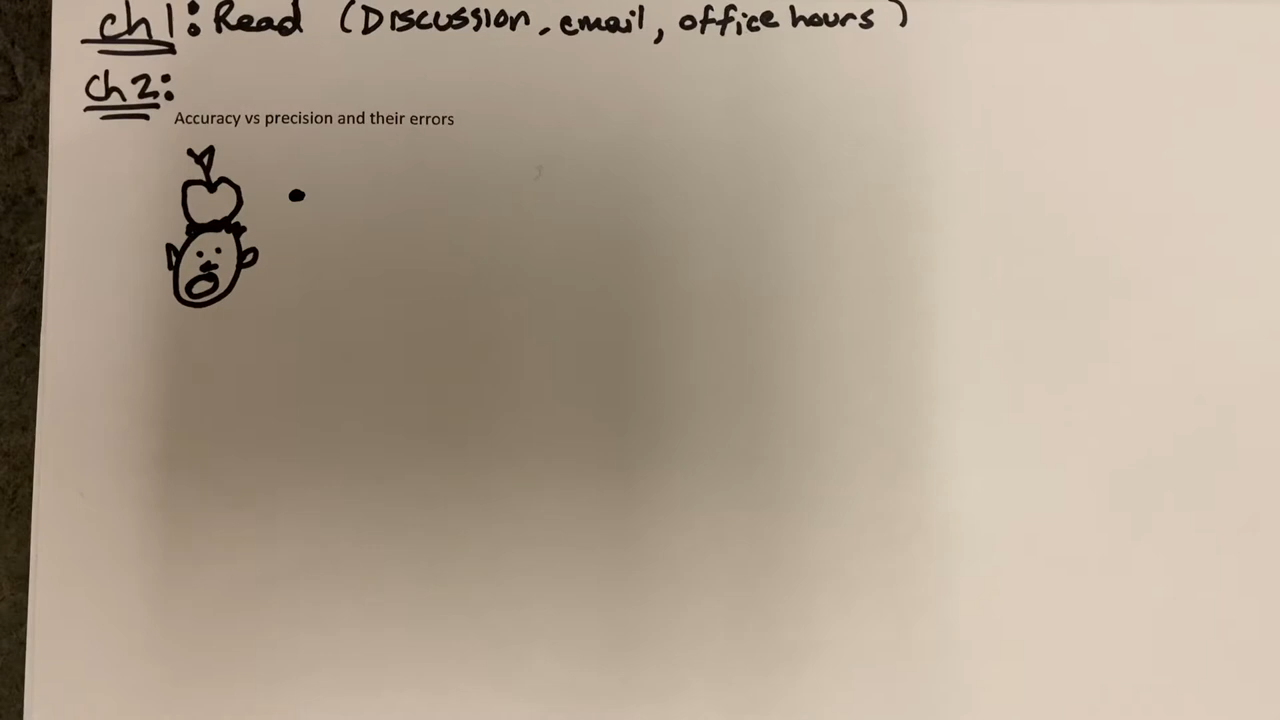 ch1: Read (Discussion, email, office hours)
Ch2:
Accuracy vs precision and their errors